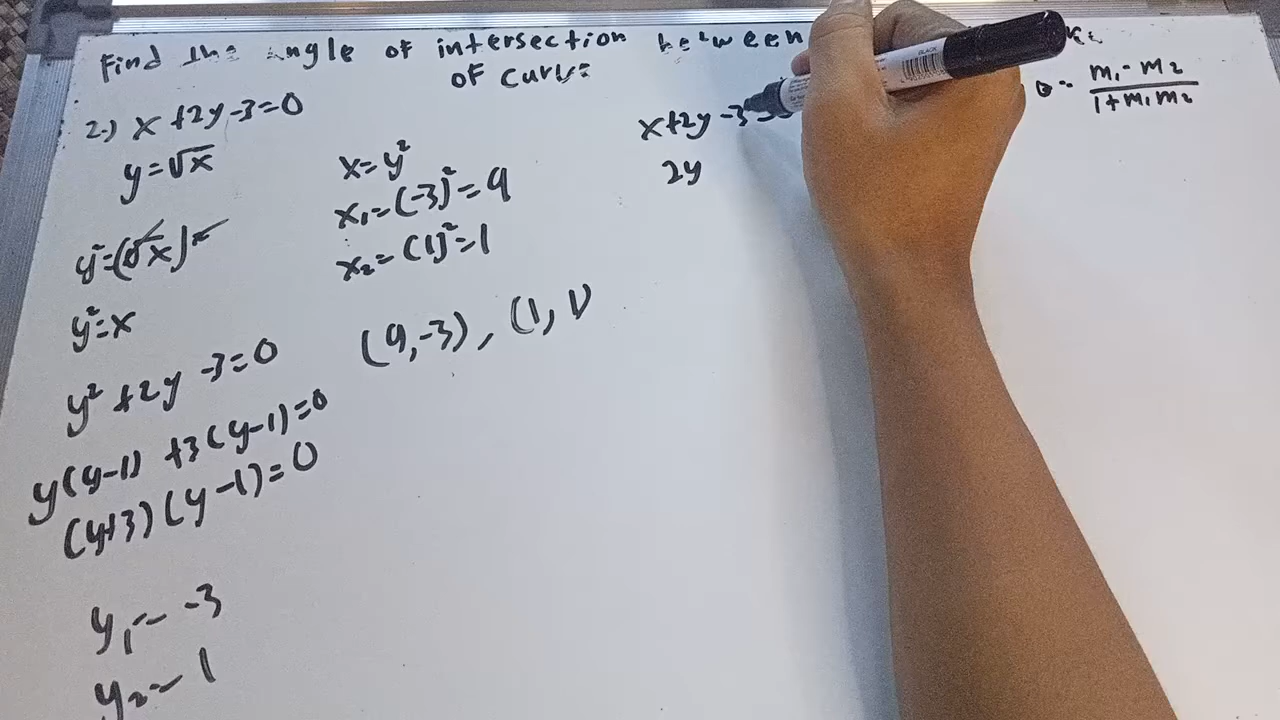 Find the angle of intersection between
OF curve
2.) x + 2y - 3 = 0
y = √x
y² = (√x)²
y² = x
y² + 2y - 3 = 0
y(y-1) + 3(y-1) = 0
(y+3)(y-1) = 0
y₁ = -3
y₂ = 1
x = y²
x₁ = (-3)² = 9
x₂ = (1)² = 1
(9,-3), (1,1)
x + 2y - 3 =
2y
θ = m₁ - m₂
1 + m₁m₂
BLACK